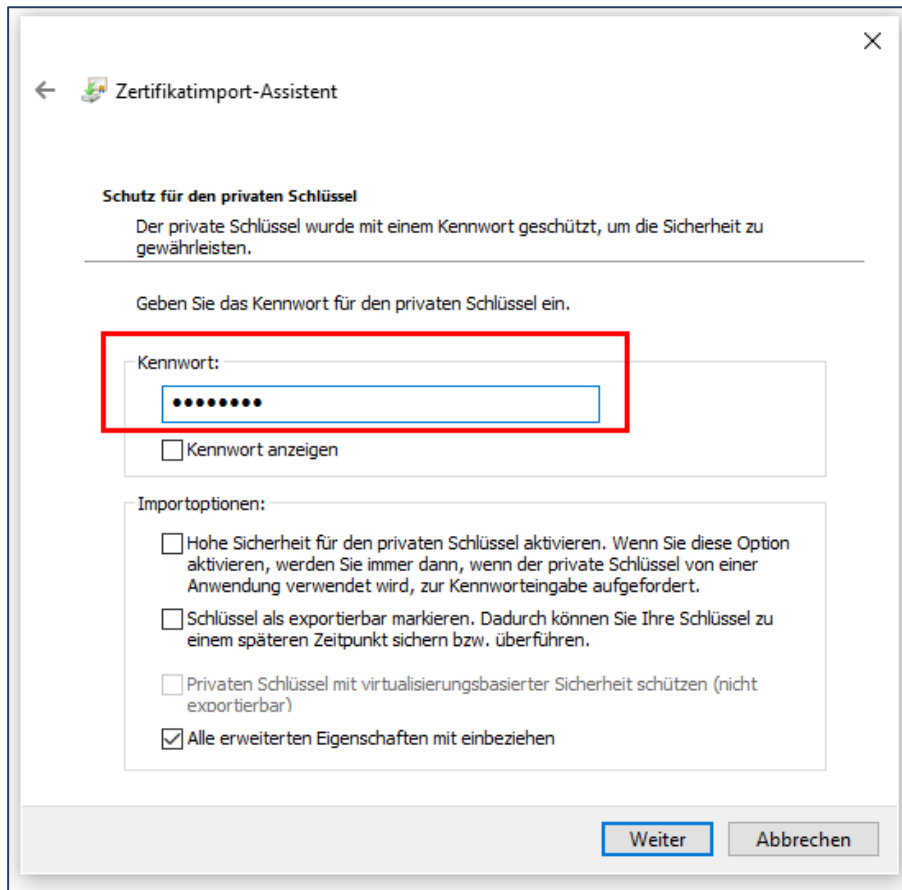 Zertifikatimport-Assistent
Schutz für den privaten Schlüssel
Der private Schlüssel wurde mit einem Kennwort geschützt, um die Sicherheit zu
gewährleisten.
Geben Sie das Kennwort für den privaten Schlüssel ein.
Kennwort:
••••••••
Kennwort anzeigen
Importoptionen:
Hohe Sicherheit für den privaten Schlüssel aktivieren. Wenn Sie diese Option
aktivieren, werden Sie immer dann, wenn der private Schlüssel von einer
Anwendung verwendet wird, zur Kennworteingabe aufgefordert.
Schlüssel als exportierbar markieren. Dadurch können Sie Ihre Schlüssel zu
einem späteren Zeitpunkt sichern bzw. überführen.
Privaten Schlüssel mit virtualisierungsbasierter Sicherheit schützen (nicht
exportierbar)
Alle erweiterten Eigenschaften mit einbeziehen
Weiter
Abbrechen